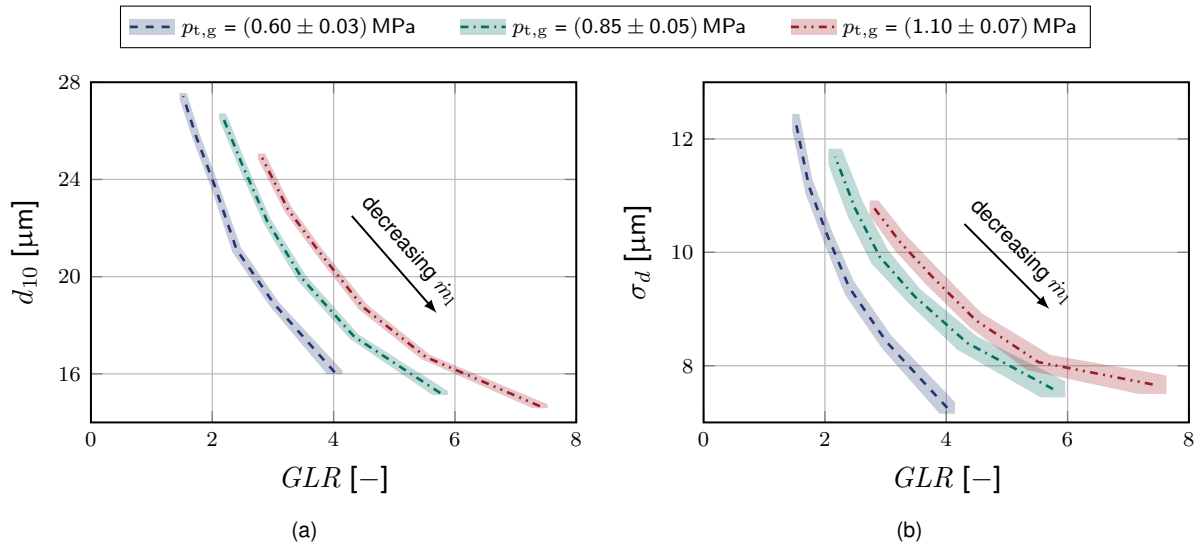 p_t,g = (0.60 ± 0.03) MPa p_t,g = (0.85 ± 0.05) MPa p_t,g = (1.10 ± 0.07) MPa
28
24
20
16
d_10 [μm]
decreasing ṁ_l
0 2 4 6 8
GLR [−]
(a)
12
10
8
σ_d [μm]
decreasing ṁ_l
0 2 4 6 8
GLR [−]
(b)